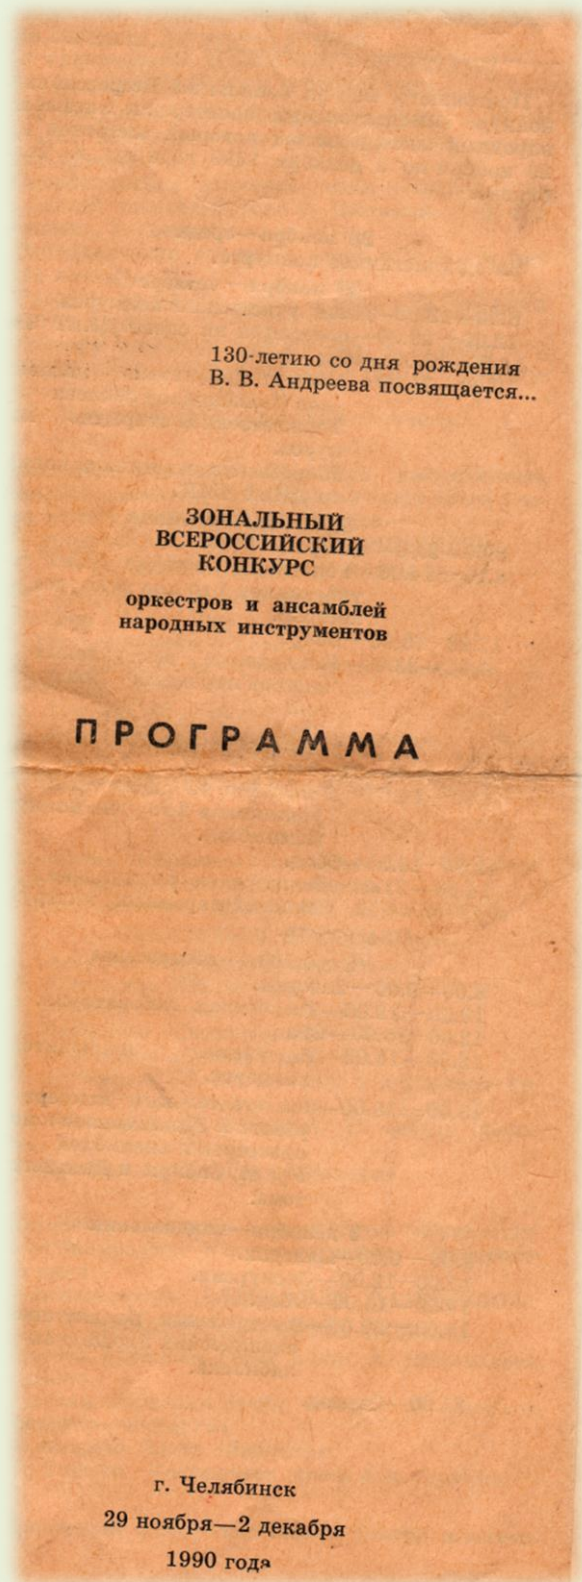 130-летию со дня рождения
В. В. Андреева посвящается...
ЗОНАЛЬНЫЙ
ВСЕРОССИЙСКИЙ
КОНКУРС
оркестров и ансамблей
народных инструментов
ПРОГРАММА
г. Челябинск
29 ноября—2 декабря
1990 года